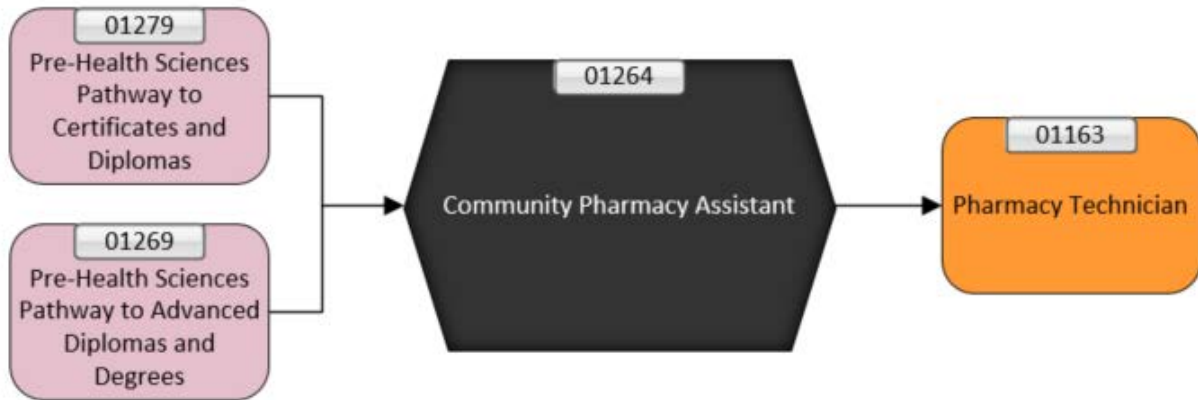 01279
Pre-Health Sciences
Pathway to
Certificates and
Diplomas
01269
Pre-Health Sciences
Pathway to Advanced
Diplomas and
Degrees
01264
Community Pharmacy Assistant
01163
Pharmacy Technician